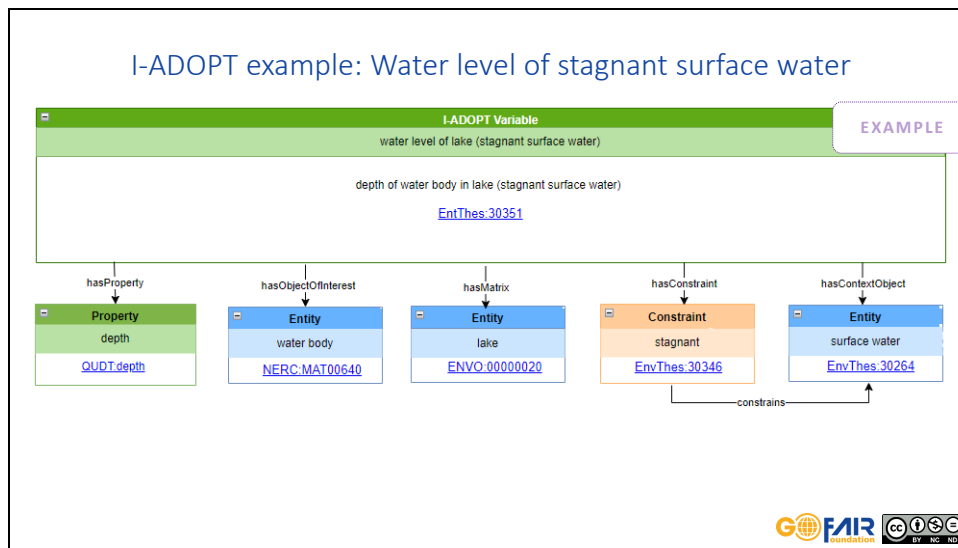 I-ADOPT example: Water level of stagnant surface water
I-ADOPT Variable
EXAMPLE
water level of lake (stagnant surface water)
depth of water body in lake (stagnant surface water)
EntThes:30351
hasProperty
hasObjectOfInterest
hasMatrix
hasConstraint
hasContextObject
Property
depth
QUDT:depth
Entity
water body
NERC:MAT00640
Entity
lake
ENVO:00000020
Constraint
stagnant
EnvThes:30346
Entity
surface water
EnvThes:30264
constrains
GO FAIR
oundation
cc
BY NC ND